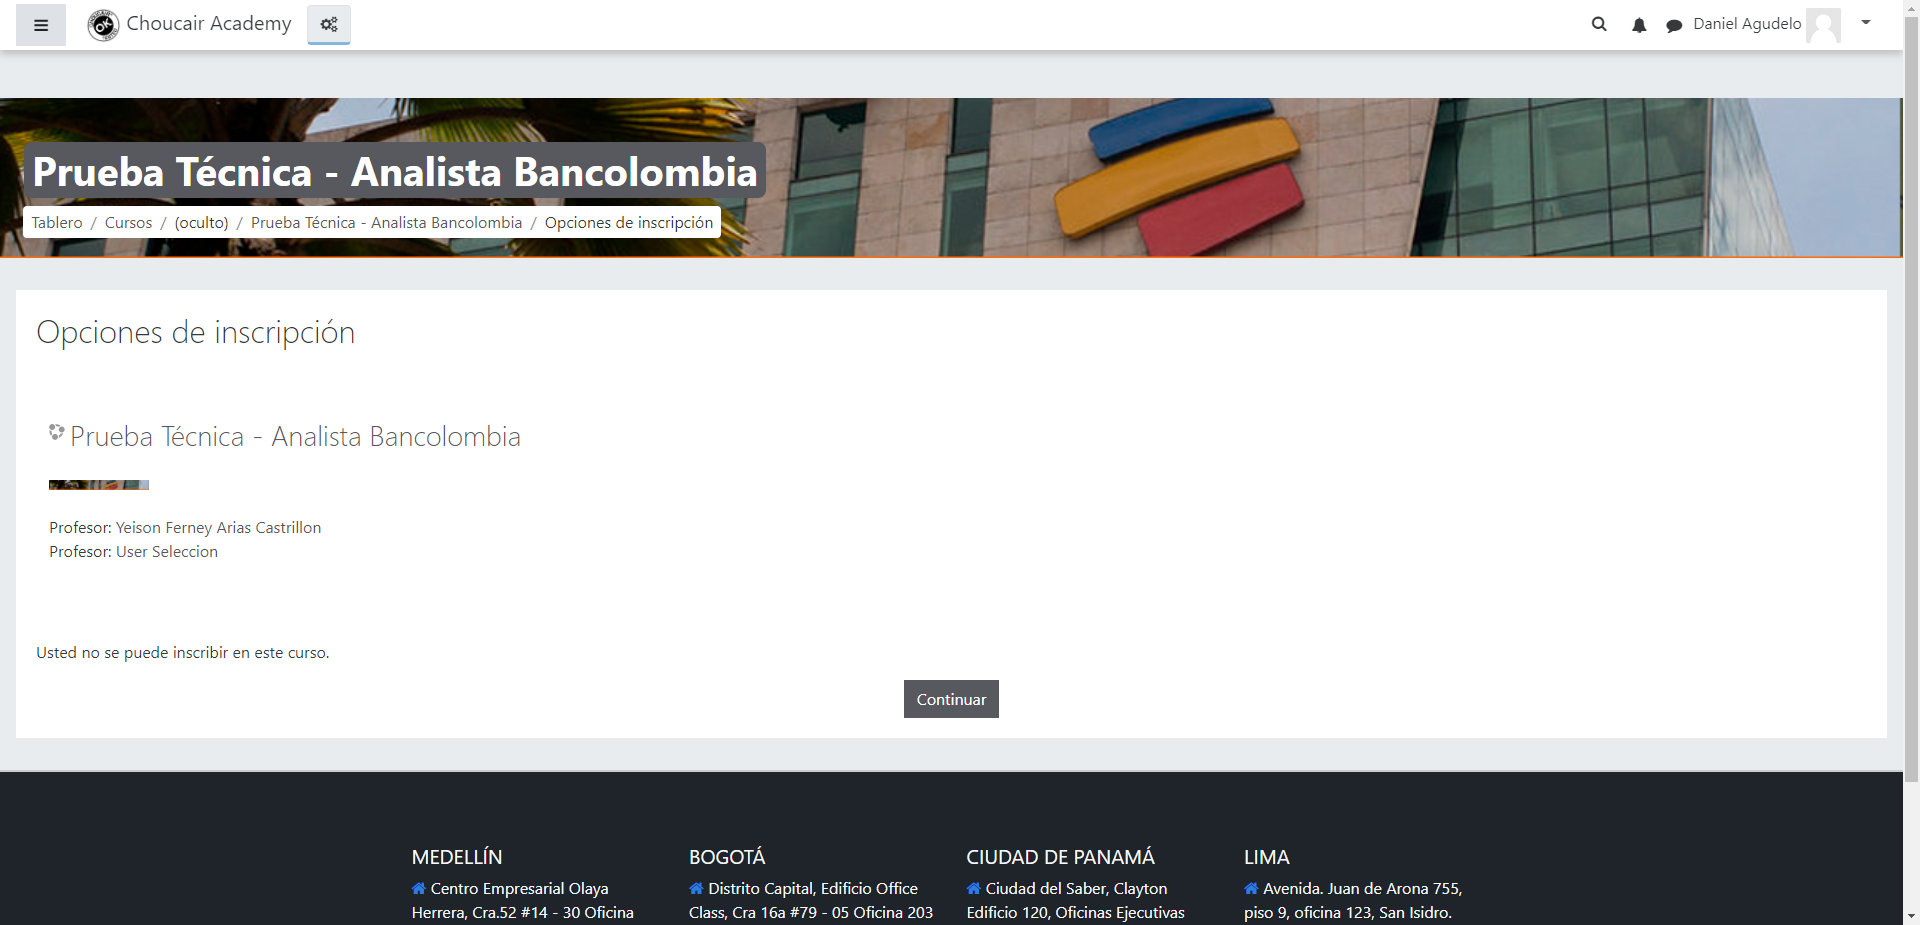 Choucair Academy
Daniel Agudelo
Prueba Técnica - Analista Bancolombia
Tablero / Cursos / (oculto) / Prueba Técnica - Analista Bancolombia / Opciones de inscripción
Opciones de inscripción
Prueba Técnica - Analista Bancolombia
Profesor: Yeison Ferney Arias Castrillon
Profesor: User Seleccion
Usted no se puede inscribir en este curso.
Continuar
MEDELLÍN
Centro Empresarial Olaya
Herrera, Cra.52 #14 - 30 Oficina
BOGOTÁ
Distrito Capital, Edificio Office
Class, Cra 16a #79 - 05 Oficina 203
CIUDAD DE PANAMÁ
Ciudad del Saber, Clayton
Edificio 120, Oficinas Ejecutivas
LIMA
Avenida. Juan de Arona 755,
piso 9, oficina 123, San Isidro.